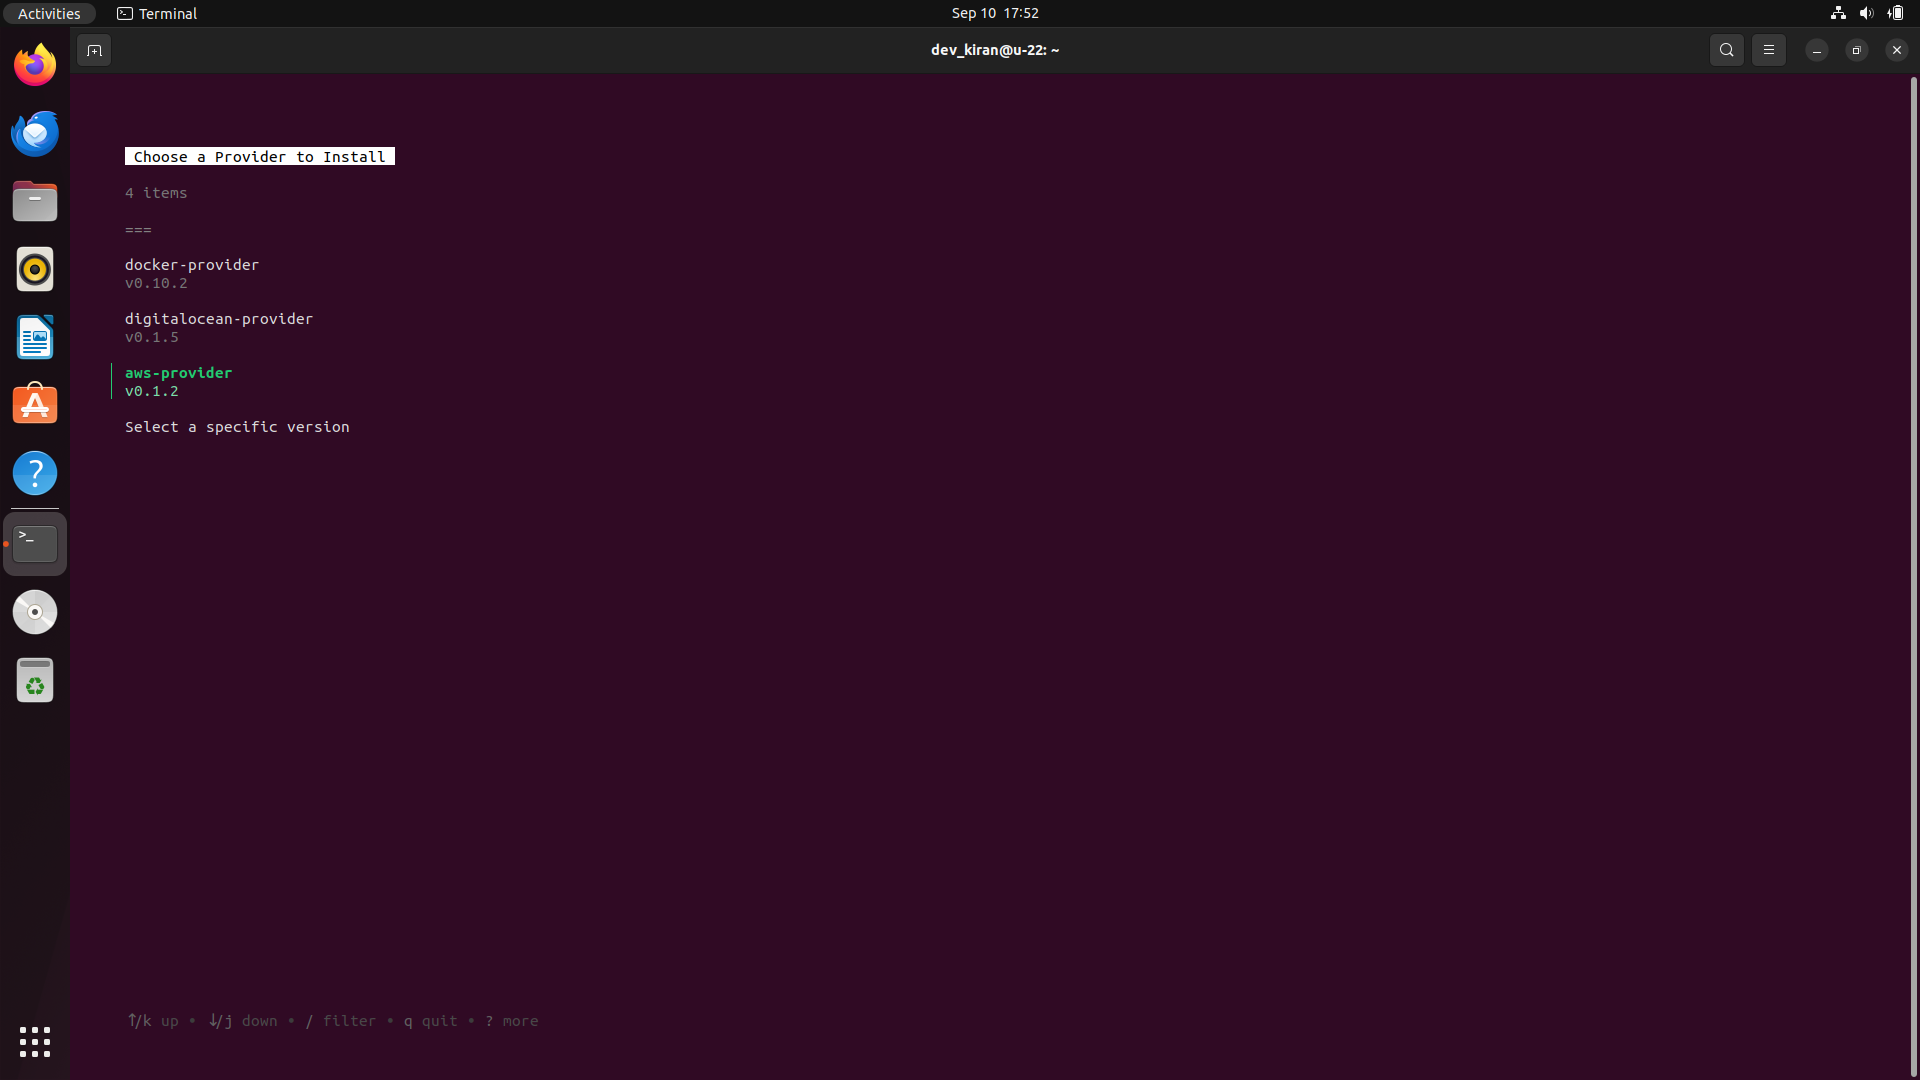 Activities
Terminal
Sep 10 17:52
dev_kiran@u-22: ~
Choose a Provider to Install
4 items
===
docker-provider
v0.10.2
digitalocean-provider
v0.1.5
aws-provider
v0.1.2
Select a specific version
↑/k up • ↓/j down • / filter • q quit • ? more